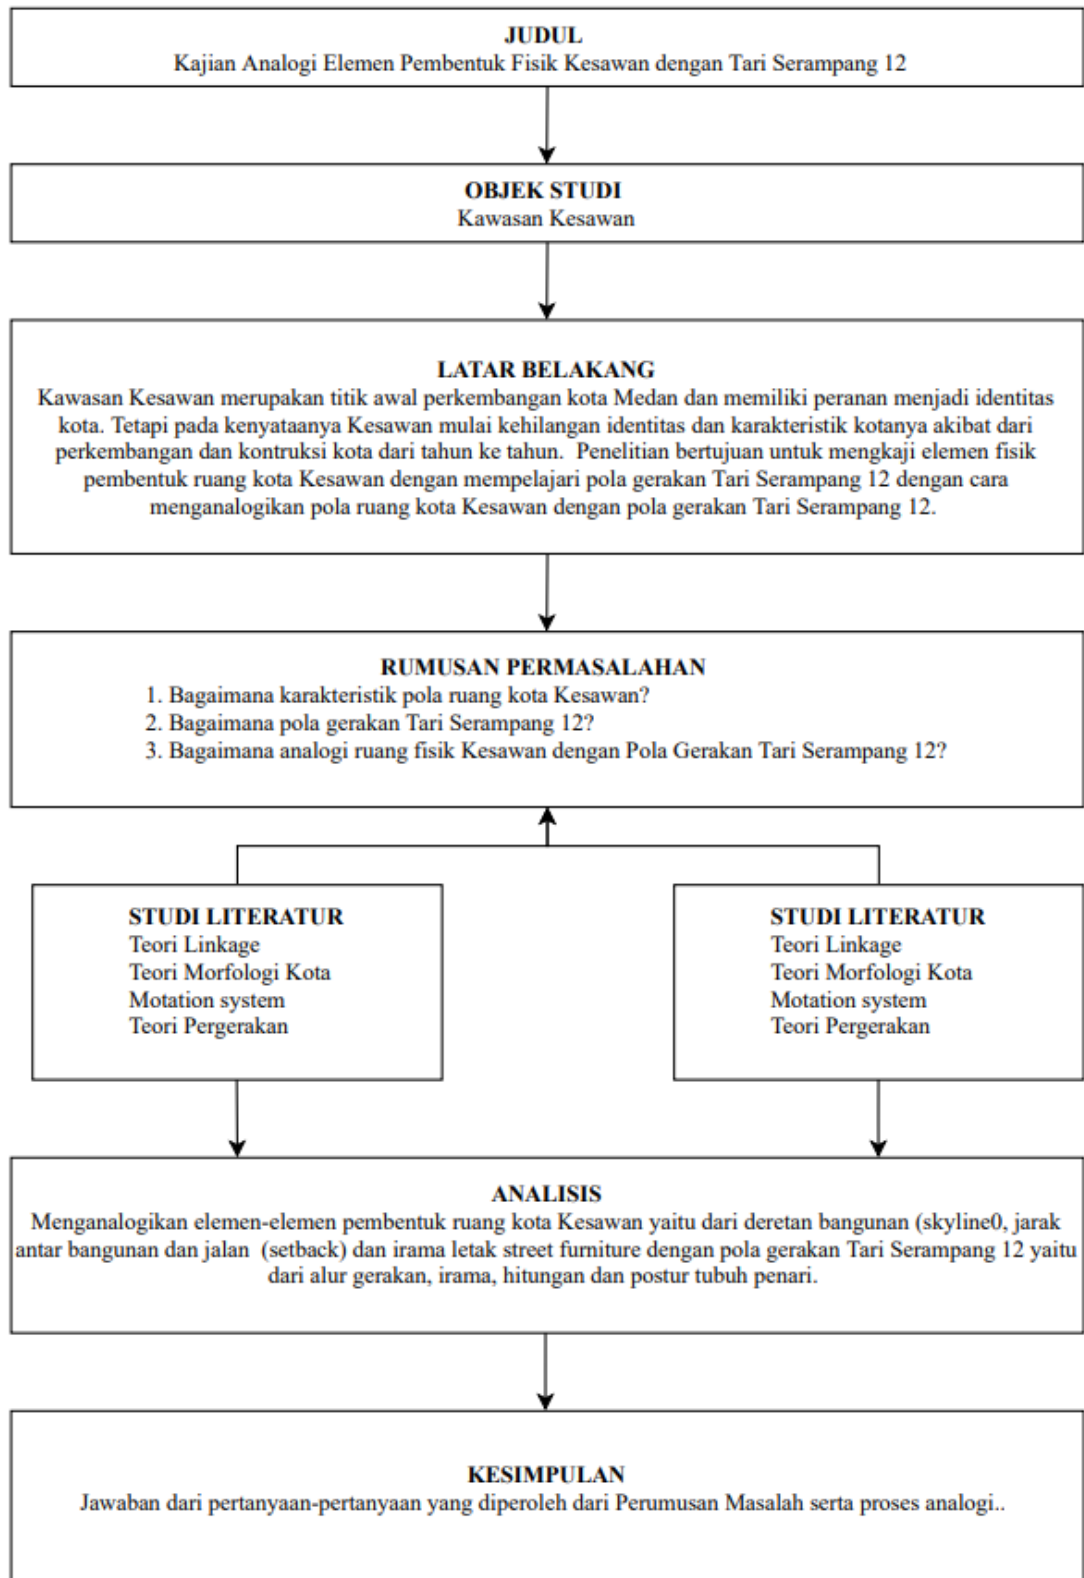 JUDUL
Kajian Analogi Elemen Pembentuk Fisik Kesawan dengan Tari Serampang 12
OBJEK STUDI
Kawasan Kesawan
LATAR BELAKANG
Kawasan Kesawan merupakan titik awal perkembangan kota Medan dan memiliki peranan menjadi identitas
kota. Tetapi pada kenyataanya Kesawan mulai kehilangan identitas dan karakteristik kotanya akibat dari
perkembangan dan kontruksi kota dari tahun ke tahun.  Penelitian bertujuan untuk mengkaji elemen fisik
pembentuk ruang kota Kesawan dengan mempelajari pola gerakan Tari Serampang 12 dengan cara
menganalogikan pola ruang kota Kesawan dengan pola gerakan Tari Serampang 12.
RUMUSAN PERMASALAHAN
1. Bagaimana karakteristik pola ruang kota Kesawan?
2. Bagaimana pola gerakan Tari Serampang 12?
3. Bagaimana analogi ruang fisik Kesawan dengan Pola Gerakan Tari Serampang 12?
STUDI LITERATUR
Teori Linkage
Teori Morfologi Kota
Motation system
Teori Pergerakan
STUDI LITERATUR
Teori Linkage
Teori Morfologi Kota
Motation system
Teori Pergerakan
ANALISIS
Menganalogikan elemen-elemen pembentuk ruang kota Kesawan yaitu dari deretan bangunan (skyline0, jarak
antar bangunan dan jalan  (setback) dan irama letak street furniture dengan pola gerakan Tari Serampang 12 yaitu
dari alur gerakan, irama, hitungan dan postur tubuh penari.
KESIMPULAN
Jawaban dari pertanyaan-pertanyaan yang diperoleh dari Perumusan Masalah serta proses analogi..